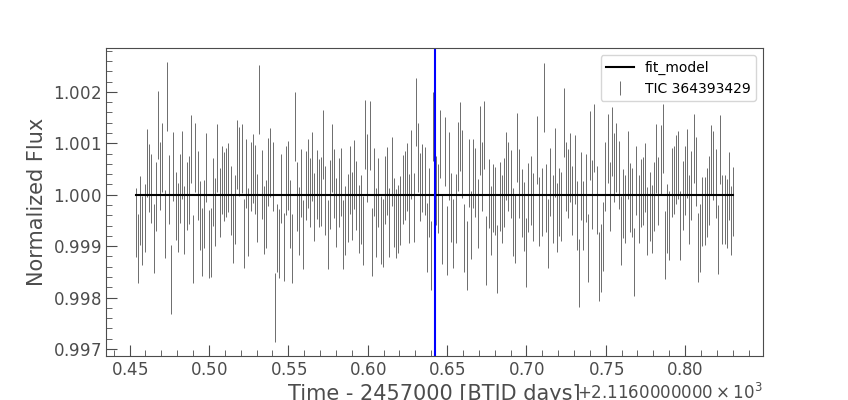 fit_model
TIC 364393429
1.002
1.001
1.000
0.999
0.998
0.997
Normalized Flux
0.45 0.50 0.55 0.60 0.65 0.70 0.75 0.80
Time - 2457000 [BTJD days]
+2.1160000000 × 10³